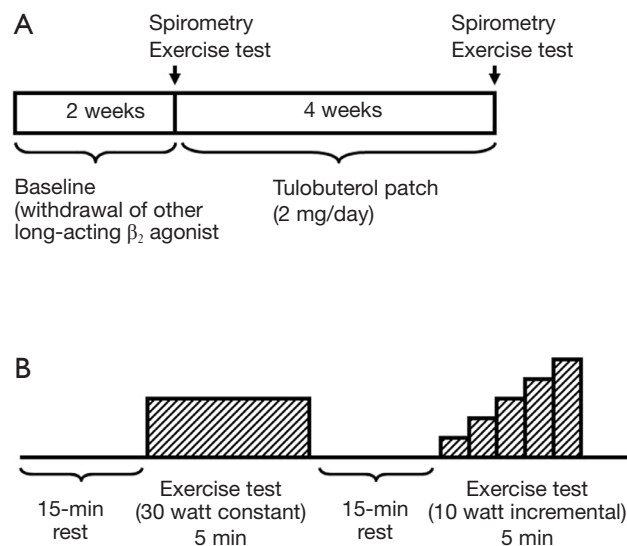 A
Spirometry
Exercise test
Spirometry
Exercise test
2 weeks
4 weeks
Baseline
(withdrawal of other
long-acting β₂ agonist
Tulobuterol patch
(2 mg/day)
B
15-min
rest
Exercise test
(30 watt constant)
5 min
15-min
rest
Exercise test
(10 watt incremental)
5 min